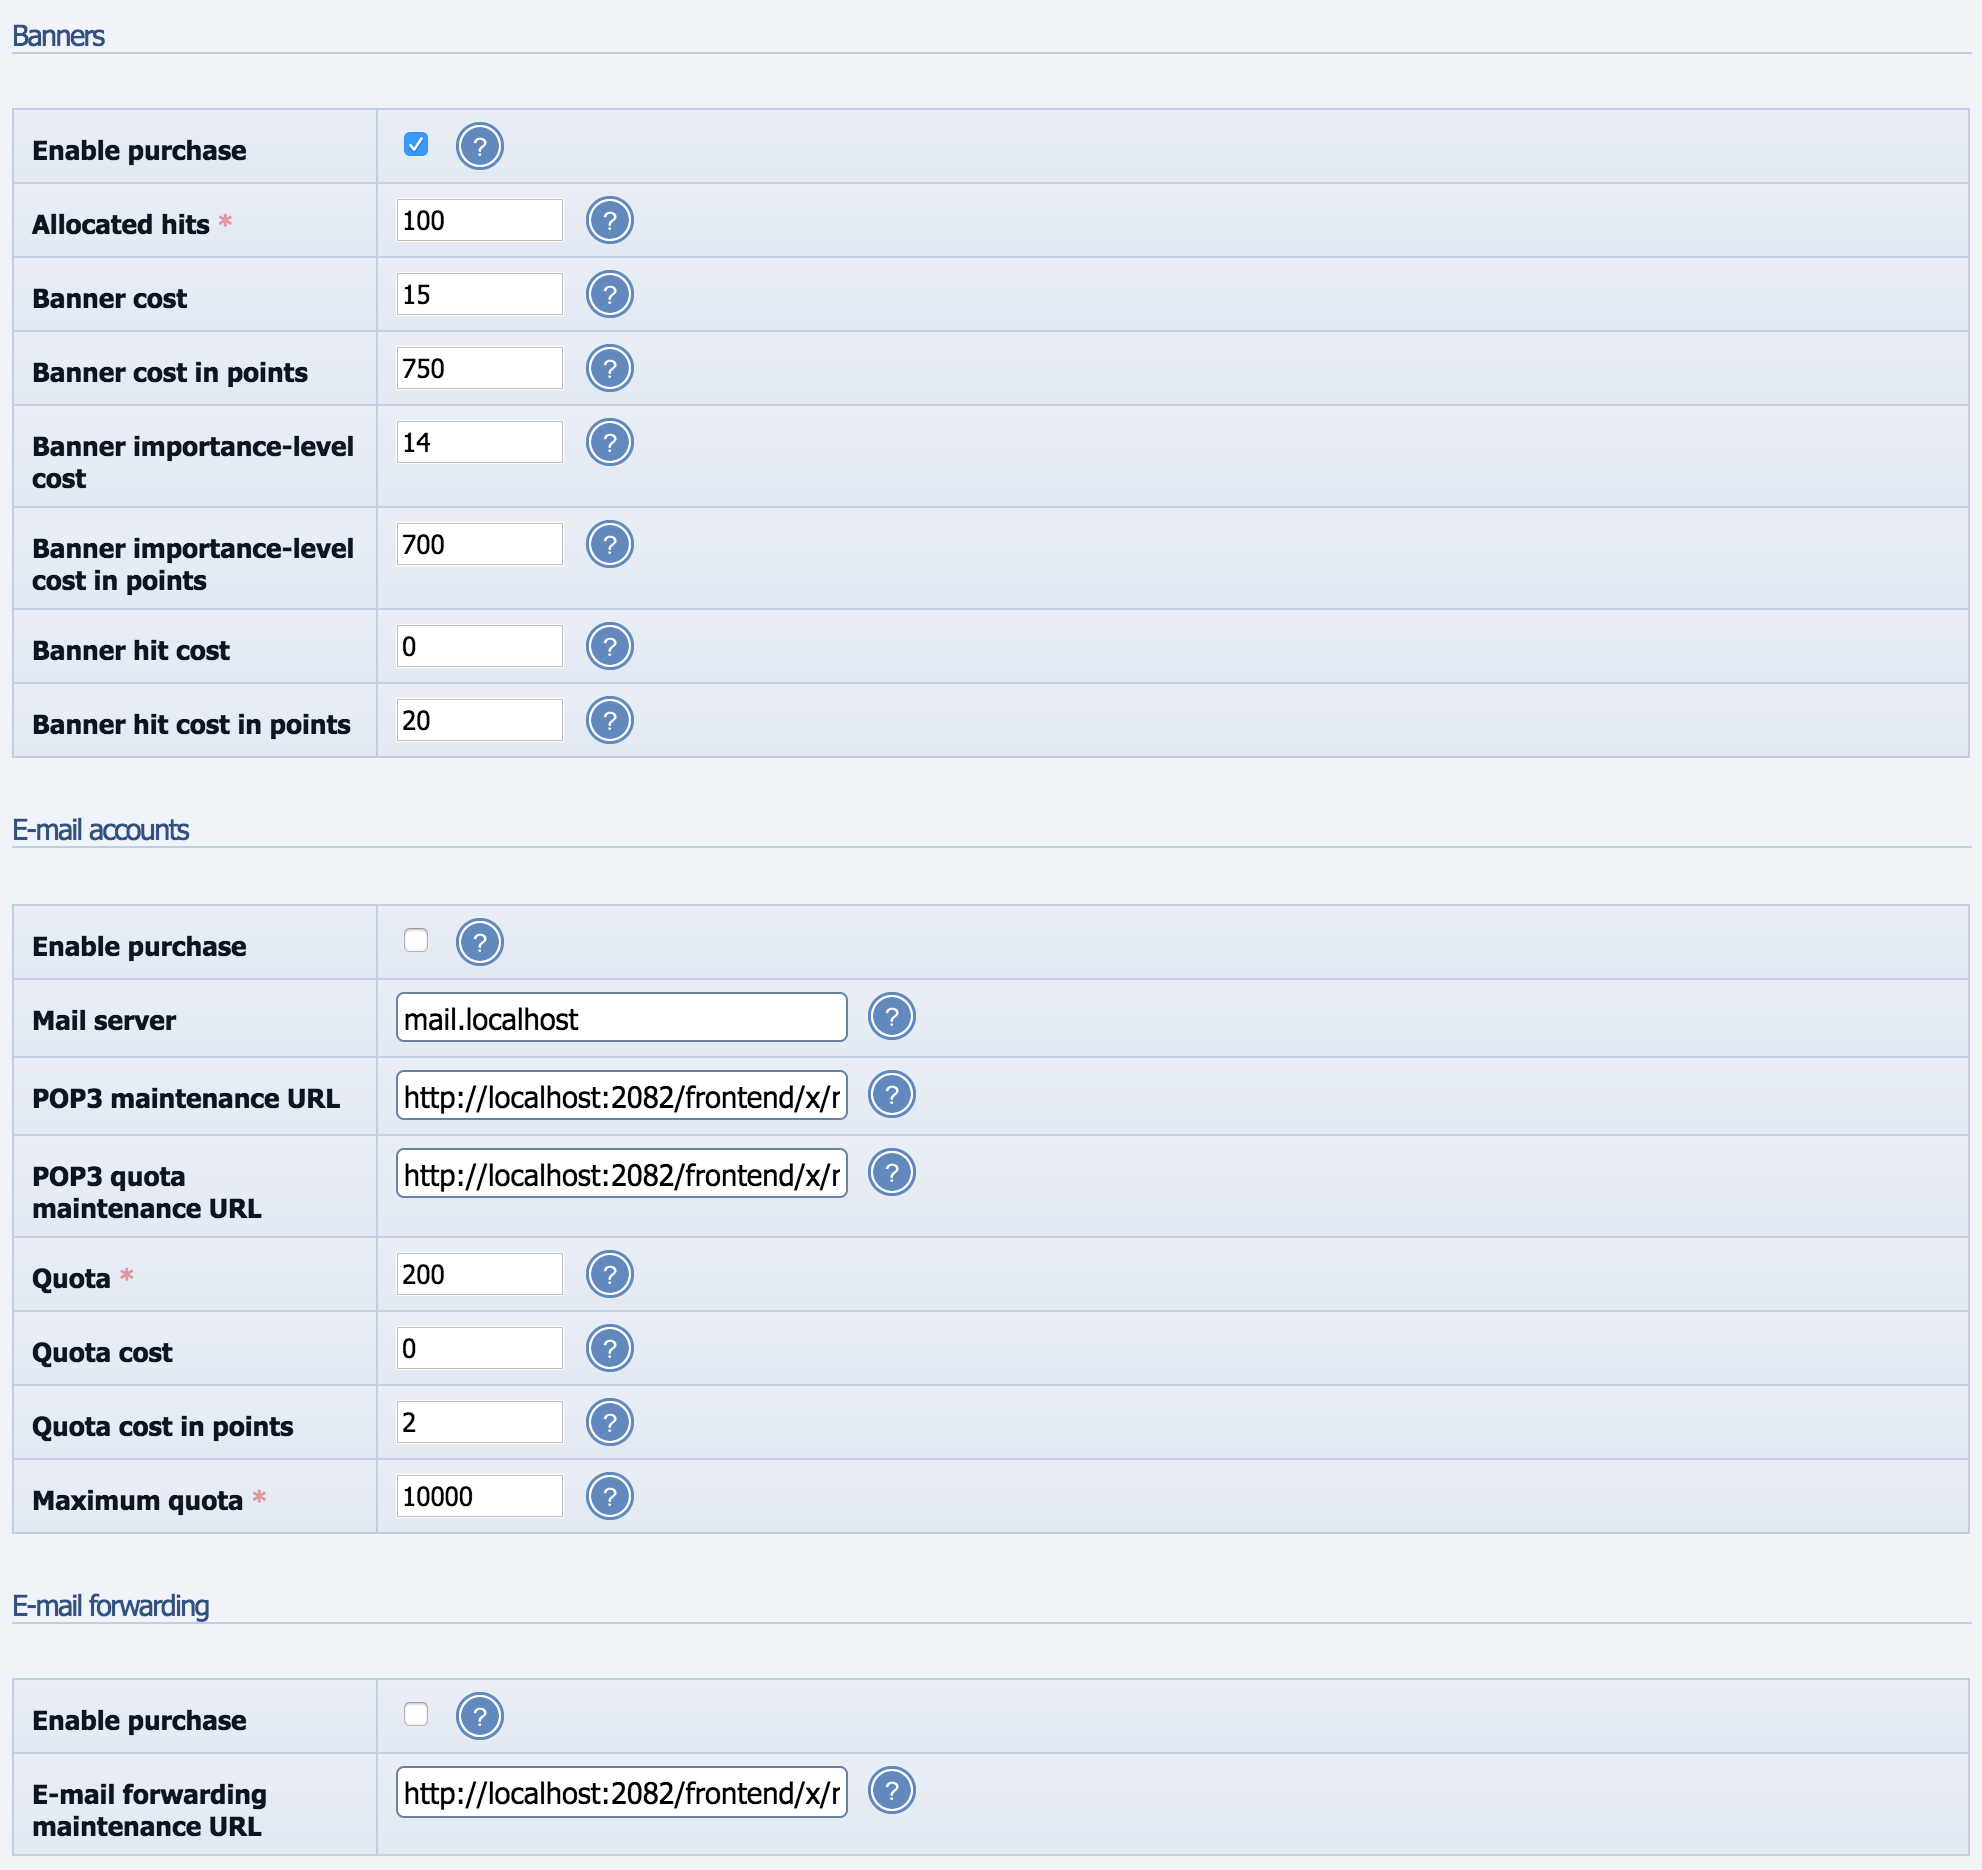 Banners
Enable purchase ?
Allocated hits * 100 ?
Banner cost 15 ?
Banner cost in points 750 ?
Banner importance-level 14 ?
cost
Banner importance-level 700 ?
cost in points
Banner hit cost 0 ?
Banner hit cost in points 20 ?
E-mail accounts
Enable purchase ?
Mail server mail.localhost ?
POP3 maintenance URL http://localhost:2082/frontend/x/r ?
POP3 quota http://localhost:2082/frontend/x/r ?
maintenance URL
Quota * 200 ?
Quota cost 0 ?
Quota cost in points 2 ?
Maximum quota * 10000 ?
E-mail forwarding
Enable purchase ?
E-mail forwarding http://localhost:2082/frontend/x/r ?
maintenance URL